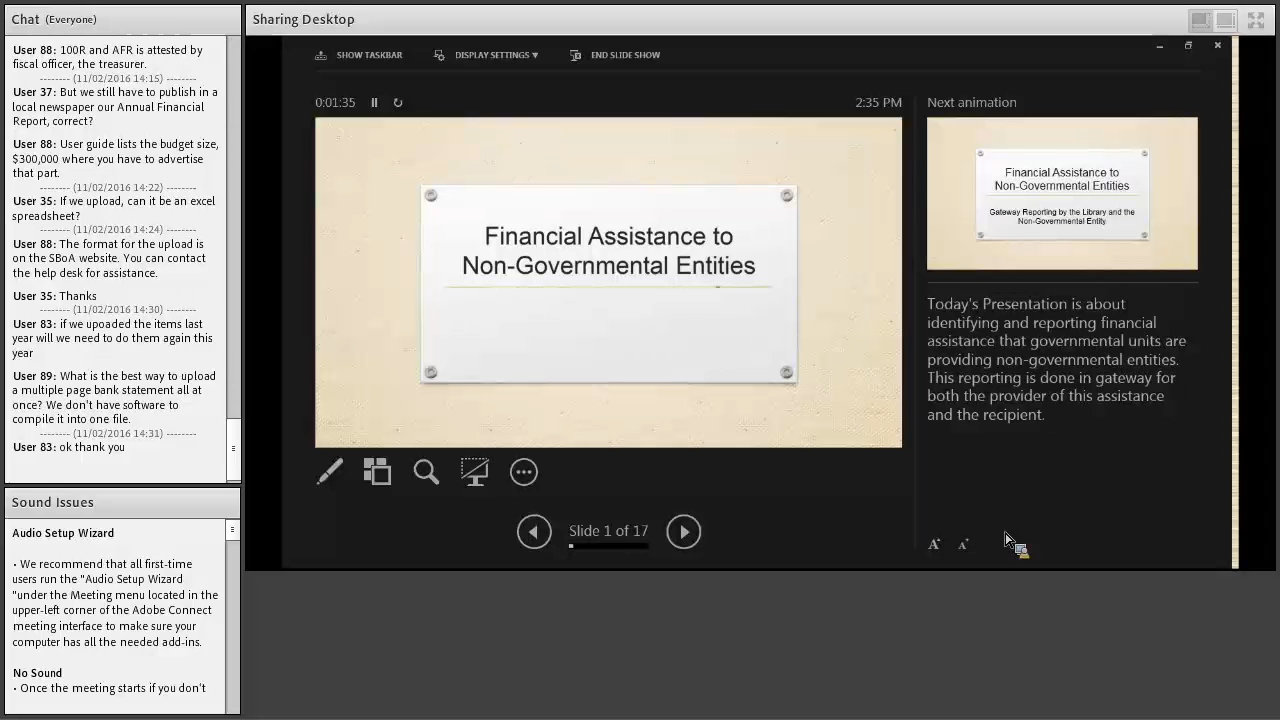 Chat (Everyone)
User 88: 100R and AFR is attested by
fiscal officer, the treasurer.
-------- (11/02/2016 14:15) --------
User 37: But we still have to publish in a
local newspaper our Annual Financial
Report, correct?
User 88: User guide lists the budget size,
$300,000 where you have to advertise
that part.
-------- (11/02/2016 14:22) --------
User 35: If we upload, can it be an excel
spreadsheet?
-------- (11/02/2016 14:24) --------
User 88: The format for the upload is
on the SBoA website. You can contact
the help desk for assistance.
User 35: Thanks
-------- (11/02/2016 14:30) --------
User 83: if we upoaded the items last
year will we need to do them again this
year
User 89: What is the best way to upload
a multiple page bank statement all at
once? We don't have software to
compile it into one file.
-------- (11/02/2016 14:31) --------
User 83: ok thank you
Sound Issues
Audio Setup Wizard
• We recommend that all first-time
users run the "Audio Setup Wizard
"under the Meeting menu located in the
upper-left corner of the Adobe Connect
meeting interface to make sure your
computer has all the needed add-ins.
No Sound
• Once the meeting starts if you don't
Sharing Desktop
SHOW TASKBAR DISPLAY SETTINGS ▾ END SLIDE SHOW
0:01:35 2:35 PM
Financial Assistance to
Non-Governmental Entities
Slide 1 of 17
Next animation
Financial Assistance to
Non-Governmental Entities
Gateway Reporting by the Library and the
Non-Governmental Entity
Today's Presentation is about
identifying and reporting financial
assistance that governmental units are
providing non-governmental entities.
This reporting is done in gateway for
both the provider of this assistance
and the recipient.
A A